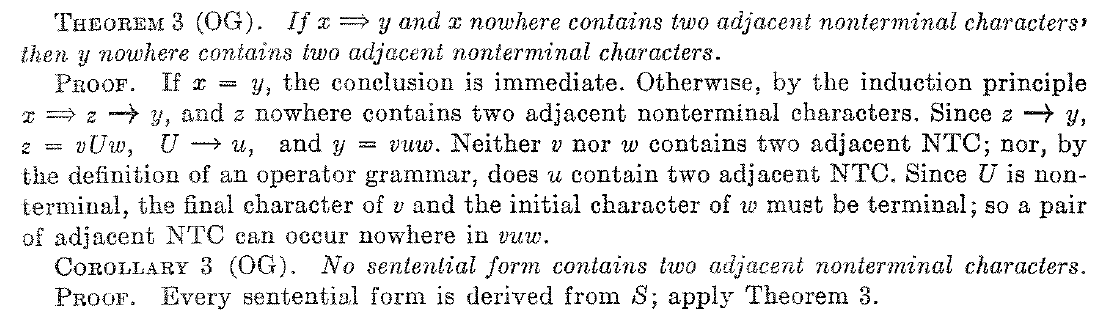 THEOREM 3 (OG). If x ⟹ y and x nowhere contains two adjacent nonterminal characters,
then y nowhere contains two adjacent nonterminal characters.
PROOF. If x = y, the conclusion is immediate. Otherwise, by the induction principle
x ⟹ z → y, and z nowhere contains two adjacent nonterminal characters. Since z → y,
z = vUw, U → u, and y = vuw. Neither v nor w contains two adjacent NTC; nor, by
the definition of an operator grammar, does u contain two adjacent NTC. Since U is non-
terminal, the final character of v and the initial character of w must be terminal; so a pair
of adjacent NTC can occur nowhere in vuw.
COROLLARY 3 (OG). No sentential form contains two adjacent nonterminal characters.
PROOF. Every sentential form is derived from S; apply Theorem 3.